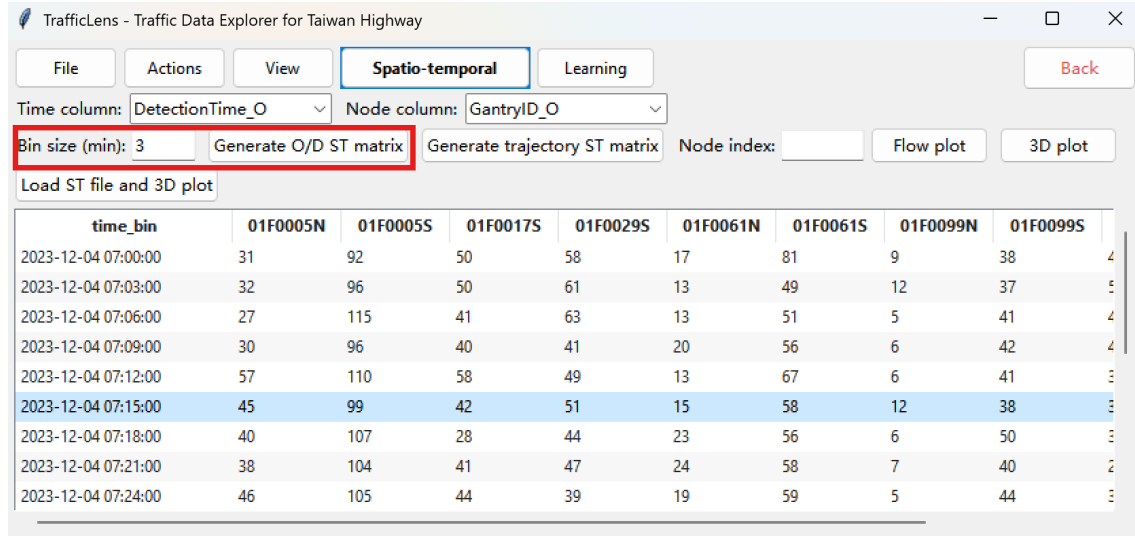 TrafficLens - Traffic Data Explorer for Taiwan Highway
File Actions View Spatio-temporal Learning Back
Time column: DetectionTime_O Node column: GantryID_O
Bin size (min): 3 Generate O/D ST matrix Generate trajectory ST matrix Node index: Flow plot 3D plot
Load ST file and 3D plot
time_bin 01F0005N 01F0005S 01F0017S 01F0029S 01F0061N 01F0061S 01F0099N 01F0099S
2023-12-04 07:00:00 31 92 50 58 17 81 9 38
2023-12-04 07:03:00 32 96 50 61 13 49 12 37
2023-12-04 07:06:00 27 115 41 63 13 51 5 41
2023-12-04 07:09:00 30 96 40 41 20 56 6 42
2023-12-04 07:12:00 57 110 58 49 13 67 6 41
2023-12-04 07:15:00 45 99 42 51 15 58 12 38
2023-12-04 07:18:00 40 107 28 44 23 56 6 50
2023-12-04 07:21:00 38 104 41 47 24 58 7 40
2023-12-04 07:24:00 46 105 44 39 19 59 5 44